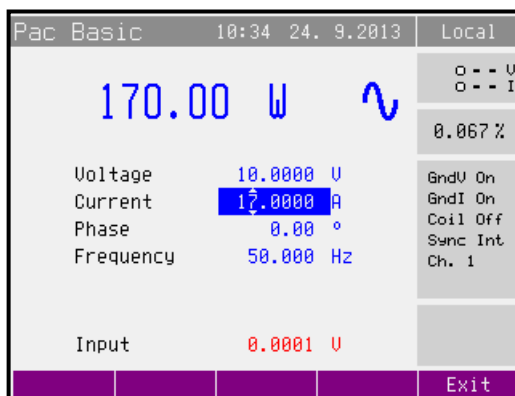 Pac Basic 10:34 24. 9.2013 Local
o-- V
o-- I
170.00 W
0.067 %
Voltage 10.0000 V
Current 17.0000 A
Phase 0.00 °
Frequency 50.000 Hz
GndU On
GndI On
Coil Off
Sync Int
Ch. 1
Input 0.0001 V
Exit